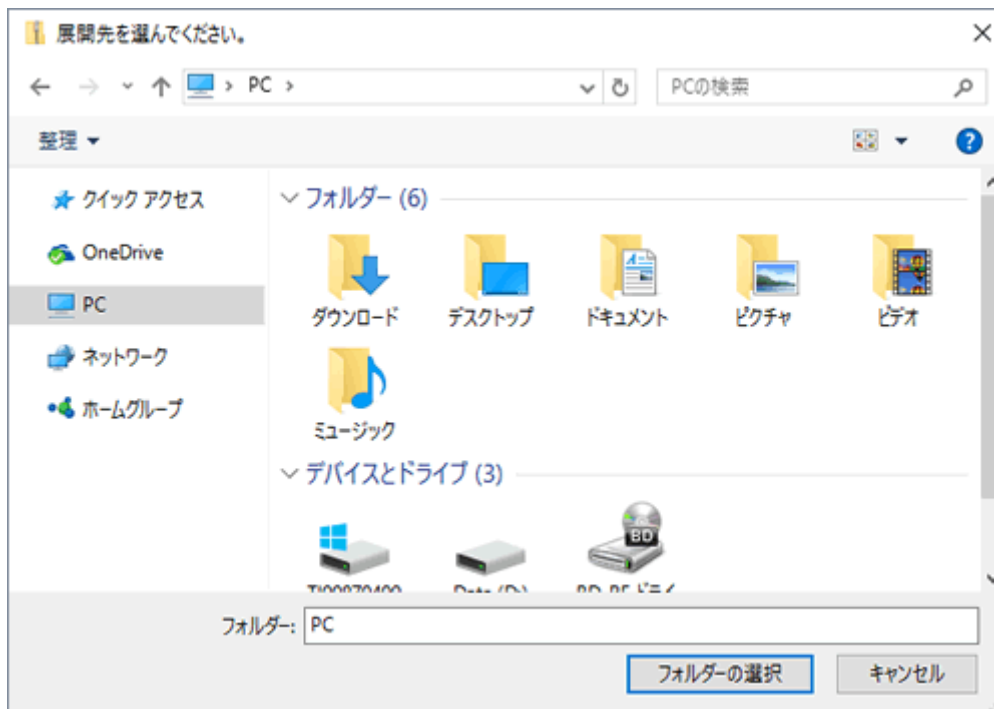 展開先を選んでください。
PC
PCの検索
整理
クイック アクセス
OneDrive
PC
ネットワーク
ホームグループ
フォルダー (6)
ダウンロード
デスクトップ
ドキュメント
ピクチャ
ビデオ
ミュージック
デバイスとドライブ (3)
BD
フォルダー: PC
フォルダーの選択
キャンセル